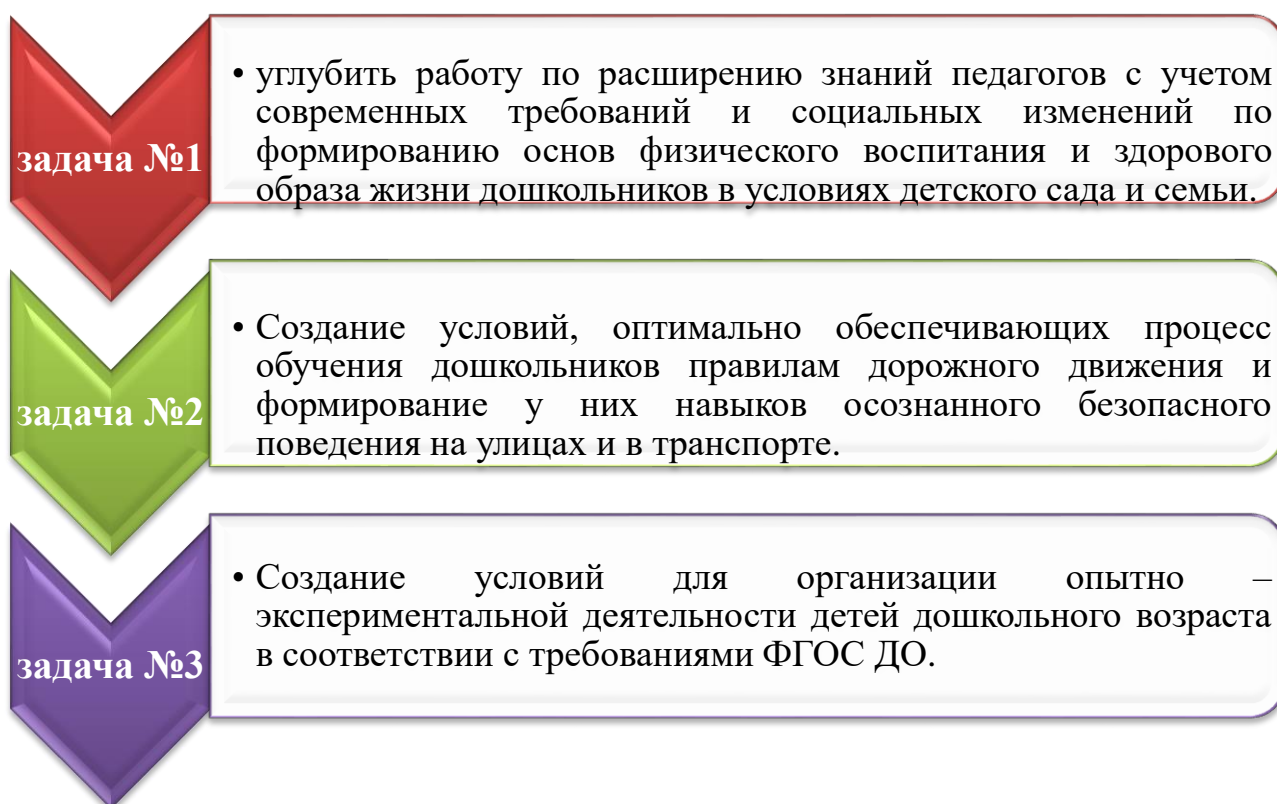 задача №1
• углубить работу по расширению знаний педагогов с учетом
современных требований и социальных изменений по
формированию основ физического воспитания и здорового
образа жизни дошкольников в условиях детского сада и семьи.
задача №2
• Создание условий, оптимально обеспечивающих процесс
обучения дошкольников правилам дорожного движения и
формирование у них навыков осознанного безопасного
поведения на улицах и в транспорте.
задача №3
• Создание условий для организации опытно –
экспериментальной деятельности детей дошкольного возраста
в соответствии с требованиями ФГОС ДО.